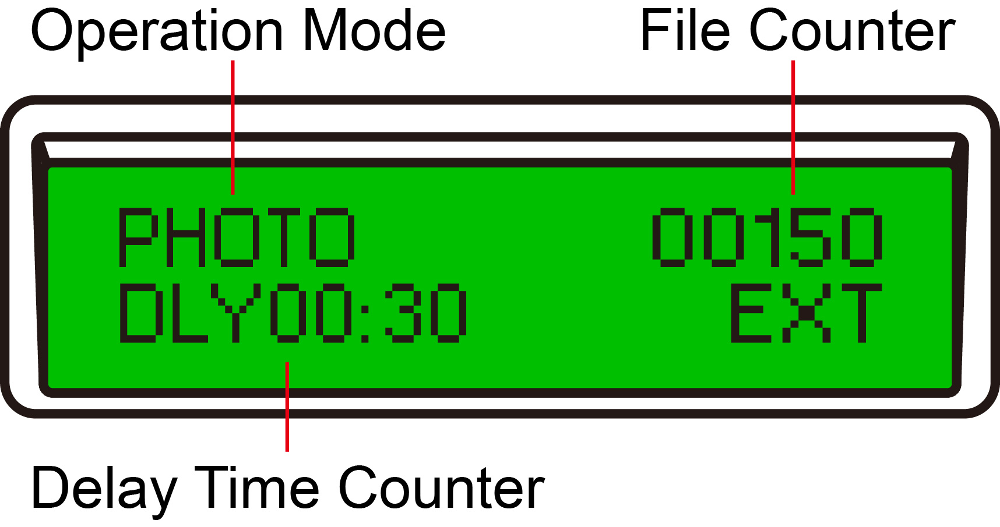 Operation Mode File Counter
PHOTO 00150
DLY00:30 EXT
Delay Time Counter